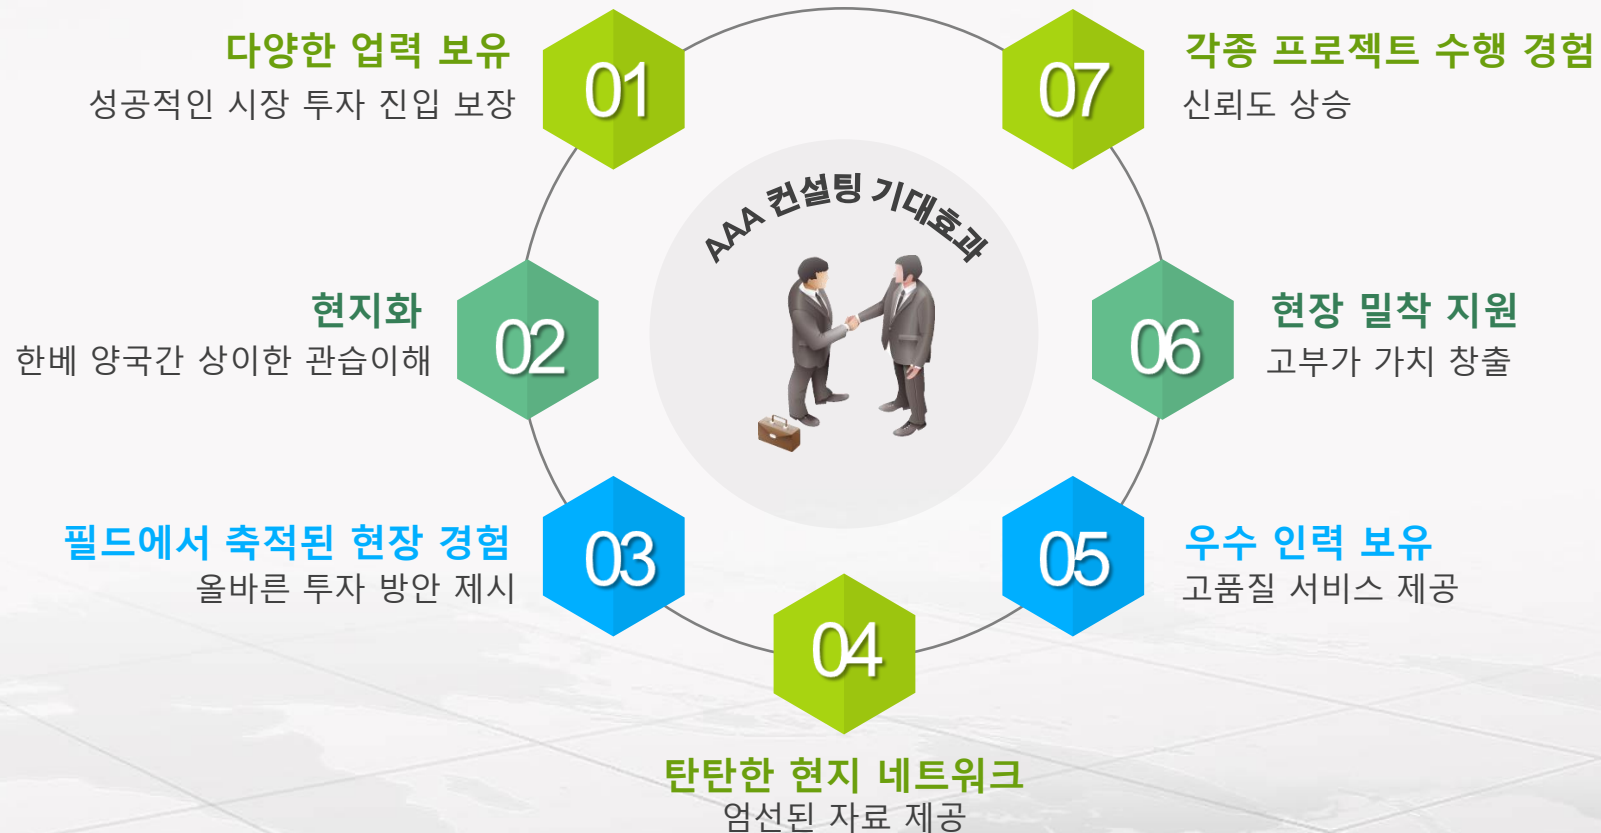 AAA 컨설팅 기대효과
01
다양한 업력 보유
성공적인 시장 투자 진입 보장
02
현지화
한베 양국간 상이한 관습이해
03
필드에서 축적된 현장 경험
올바른 투자 방안 제시
04
탄탄한 현지 네트워크
엄선된 자료 제공
05
우수 인력 보유
고품질 서비스 제공
06
현장 밀착 지원
고부가 가치 창출
07
각종 프로젝트 수행 경험
신뢰도 상승